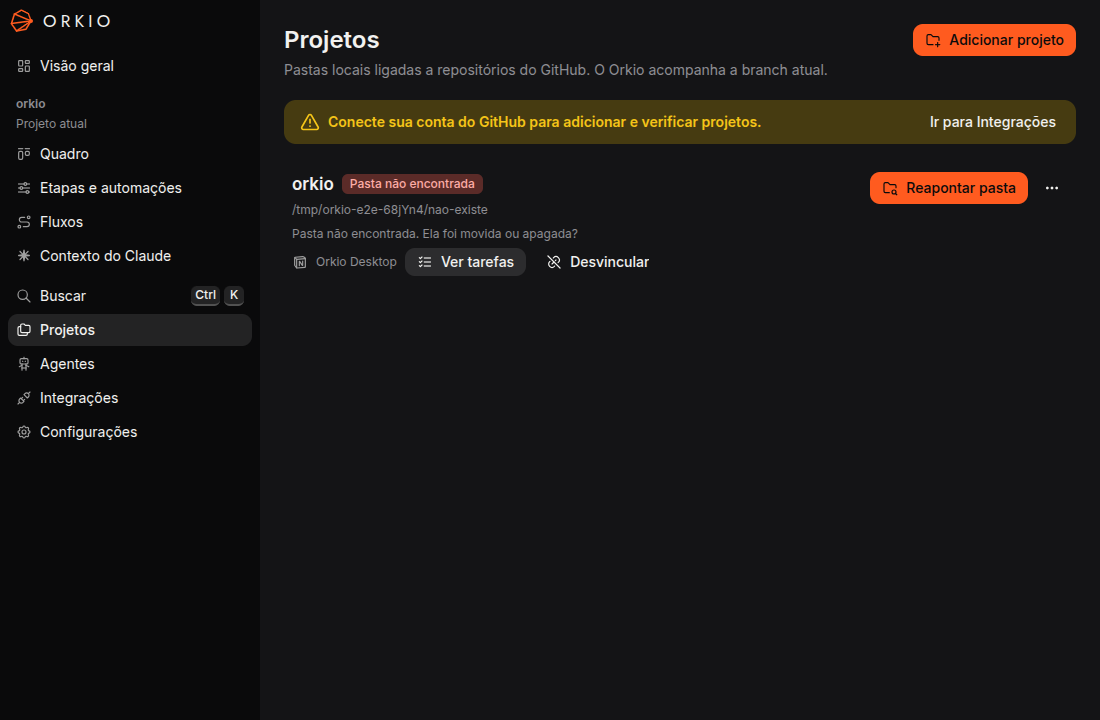 ORKIO
Visão geral
orkio
Projeto atual
Quadro
Etapas e automações
Fluxos
Contexto do Claude
Buscar Ctrl K
Projetos
Agentes
Integrações
Configurações
Projetos
Adicionar projeto
Pastas locais ligadas a repositórios do GitHub. O Orkio acompanha a branch atual.
Conecte sua conta do GitHub para adicionar e verificar projetos. Ir para Integrações
orkio Pasta não encontrada
Reapontar pasta
/tmp/orkio-e2e-68jYn4/nao-existe
Pasta não encontrada. Ela foi movida ou apagada?
Orkio Desktop Ver tarefas Desvincular